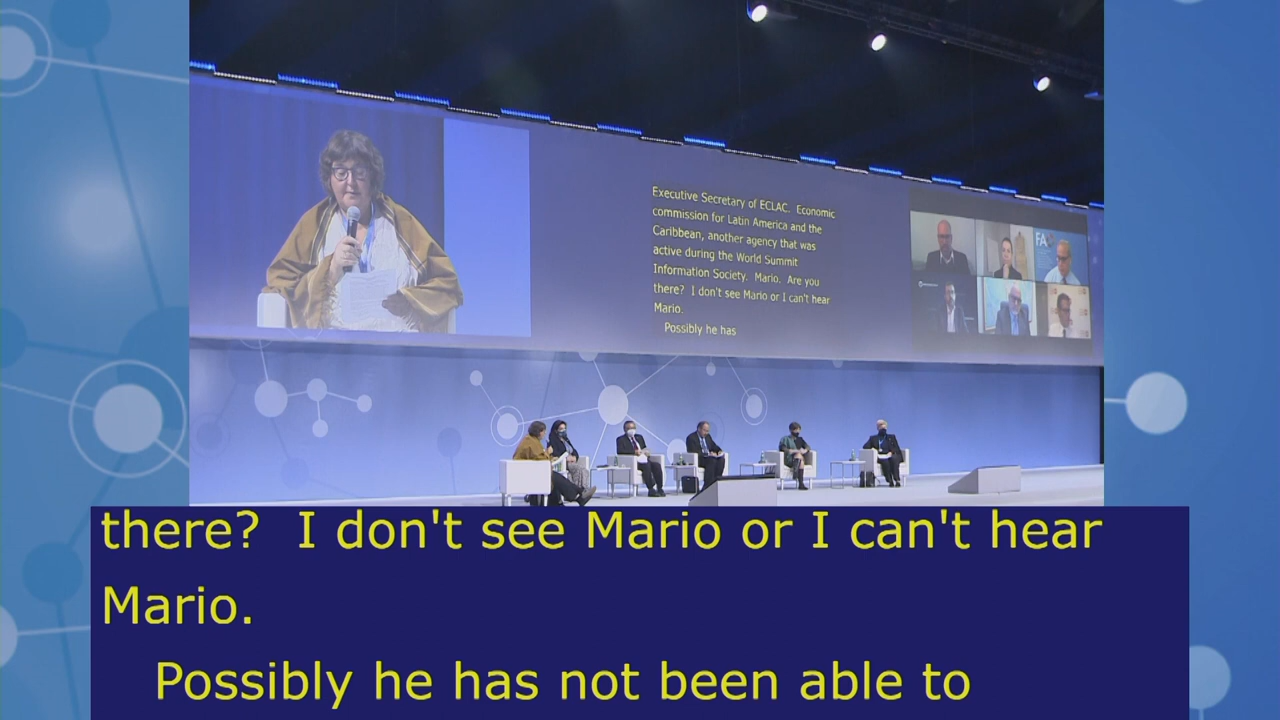 Executive Secretary of ECLAC.  Economic
commission for Latin America and the
Caribbean, another agency that was
active during the World Summit
Information Society.  Mario.  Are you
there?  I don't see Mario or I can't hear
Mario.
Possibly he has
FA
there?  I don't see Mario or I can't hear
Mario.
Possibly he has not been able to